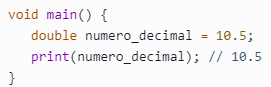 void main() {
   double numero_decimal = 10.5;
   print(numero_decimal); // 10.5
}